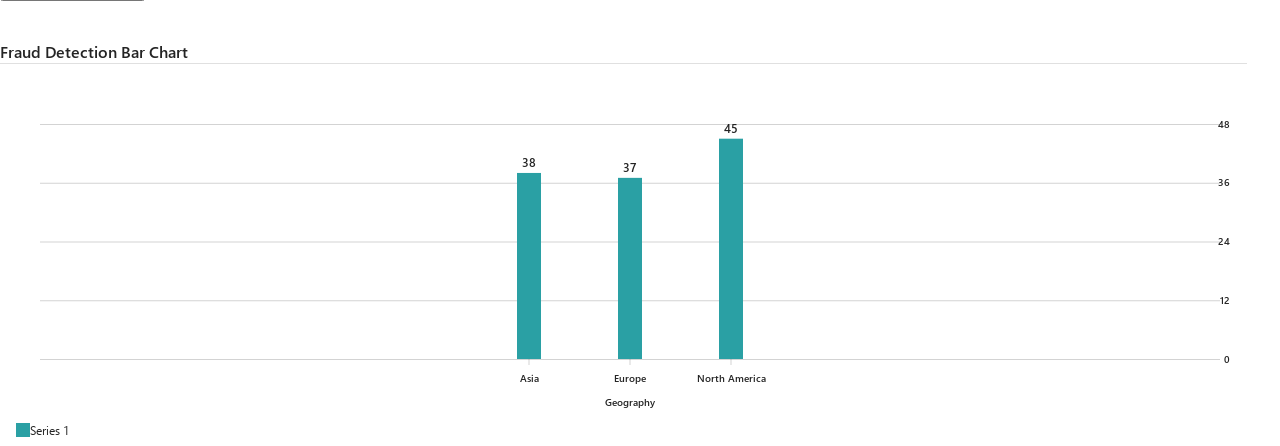 Fraud Detection Bar Chart
48
45
38
37
36
24
12
0
Asia Europe North America
Geography
Series 1